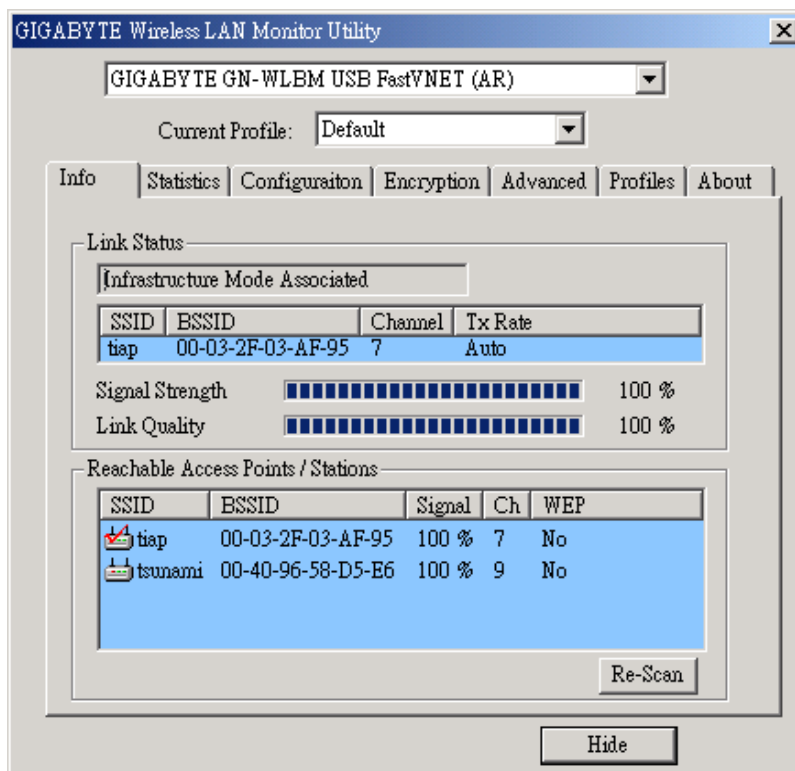 GIGABYTE Wireless LAN Monitor Utility
GIGABYTE GN-WLBM USB FastVNET (AR)
Current Profile: Default
Info Statistics Configuraiton Encryption Advanced Profiles About
Link Status
Infrastructure Mode Associated
SSID BSSID Channel Tx Rate
tiap 00-03-2F-03-AF-95 7 Auto
Signal Strength 100 %
Link Quality 100 %
Reachable Access Points / Stations
SSID BSSID Signal Ch WEP
tiap 00-03-2F-03-AF-95 100 % 7 No
tsunami 00-40-96-58-D5-E6 100 % 9 No
Re-Scan
Hide